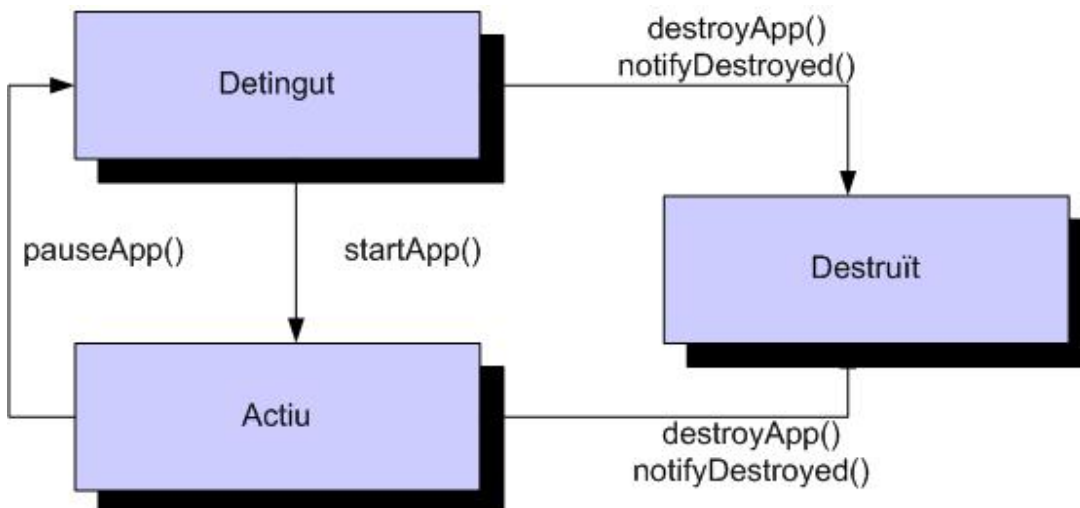 Detingut
destroyApp()
notifyDestroyed()
pauseApp()
startApp()
Destruït
Actiu
destroyApp()
notifyDestroyed()